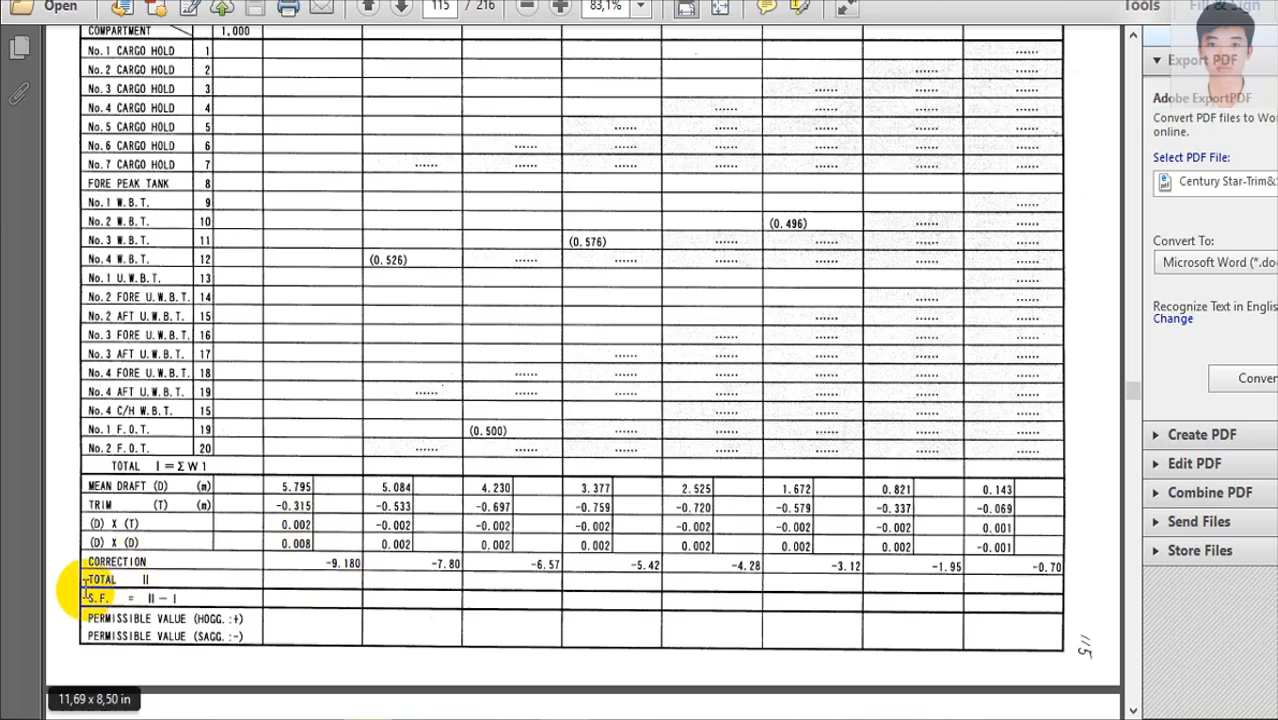 Open 115 / 216 83,1% Tools Fill & Sign
COMPARTMENT 1,000
No.1 CARGO HOLD 1 ......
No.2 CARGO HOLD 2 ......
No.3 CARGO HOLD 3 ......
No.4 CARGO HOLD 4 ...... ......
No.5 CARGO HOLD 5 ...... ...... ...... ......
No.6 CARGO HOLD 6 ...... ...... ...... ...... ......
No.7 CARGO HOLD 7 ...... ...... ...... ...... ...... ......
FORE PEAK TANK 8
No.1 W.B.T. 9 ......
No.2 W.B.T. 10 (0.496) ...... ......
No.3 W.B.T. 11 (0.576) ...... ...... ...... ......
No.4 W.B.T. 12 (0.526) ...... ...... ...... ...... ...... ......
No.1 U.W.B.T. 13
No.2 FORE U.W.B.T. 14 ...... ......
No.2 AFT U.W.B.T. 15 ...... ...... ......
No.3 FORE U.W.B.T. 16 ...... ...... ...... ......
No.3 AFT U.W.B.T. 17 ...... ...... ...... ...... ......
No.4 FORE U.W.B.T. 18 ...... ...... ...... ...... ...... ......
No.4 AFT U.W.B.T. 19 ...... ...... ...... ...... ...... ...... ......
No.4 C/H W.B.T. 15 ...... ...... ...... ......
No.1 F.O.T. 19 (0.500) ...... ...... ...... ...... ......
No.2 F.O.T. 20 ...... ...... ...... ...... ...... ...... ......
TOTAL I = Σ W 1
MEAN DRAFT (D) (m) 5.795 5.084 4.230 3.377 2.525 1.672 0.821 0.143
TRIM (T) (m) -0.315 -0.533 -0.697 -0.759 -0.720 -0.579 -0.337 -0.069
(D) X (T) 0.002 -0.002 -0.002 -0.002 -0.002 -0.002 -0.002 0.001
(D) X (D) 0.008 0.002 0.002 0.002 0.002 0.002 0.002 -0.001
CORRECTION -9.180 -7.80 -6.57 -5.42 -4.28 -3.12 -1.95 -0.70
TOTAL II
S.F. = II - I
PERMISSIBLE VALUE (HOGG. :+)
PERMISSIBLE VALUE (SAGG. :-)
115
11,69 x 8,50 in
Export PDF
Adobe ExportPDF
Convert PDF files to Wo
online.
Select PDF File:
Century Star-Trim&S
Convert To:
Microsoft Word (*.do
Recognize Text in English
Change
Conver
Create PDF
Edit PDF
Combine PDF
Send Files
Store Files